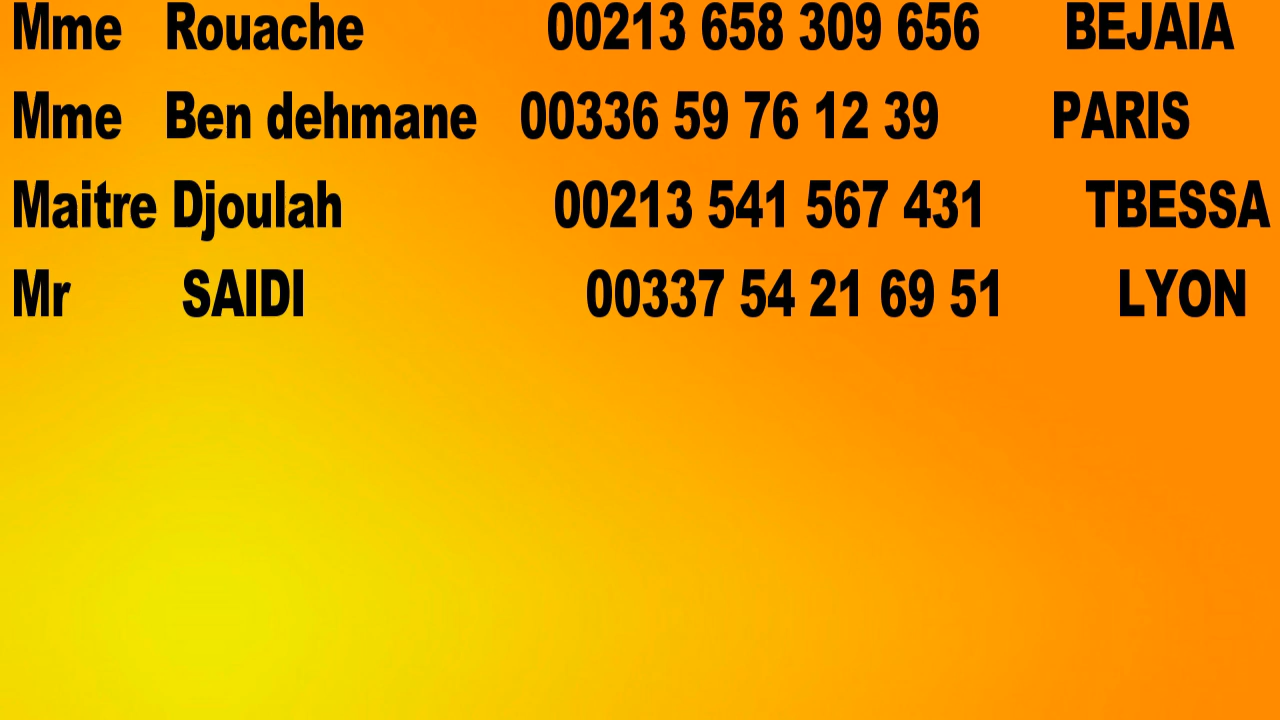 Mme Rouache 00213 658 309 656 BEJAIA
Mme Ben dehmane 00336 59 76 12 39 PARIS
Maitre Djoulah 00213 541 567 431 TBESSA
Mr SAIDI 00337 54 21 69 51 LYON